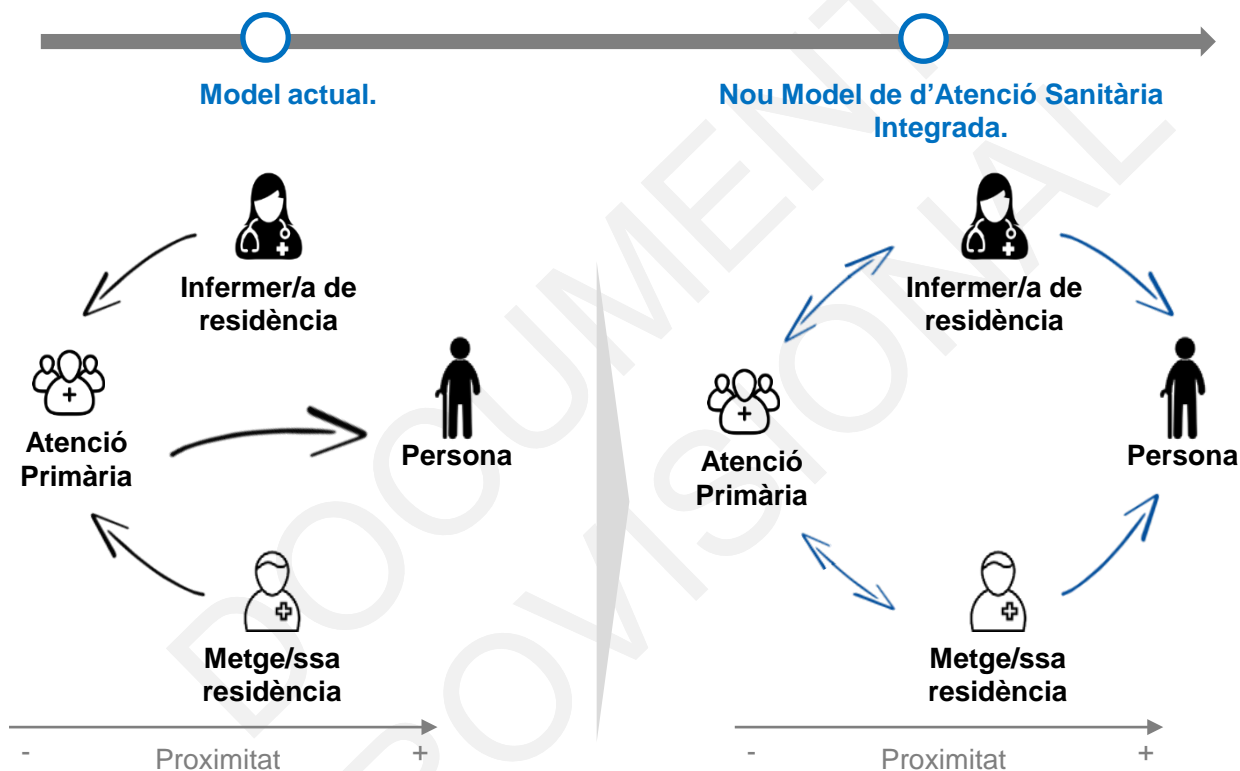 Model actual.
Nou Model de d’Atenció Sanitària
Integrada.
Infermer/a de
residència
Atenció
Primària
Persona
Metge/ssa
residència
-
Proximitat
+
Infermer/a de
residència
Atenció
Primària
Persona
Metge/ssa
residència
-
Proximitat
+
DOCUMENT
PROVISIONAL